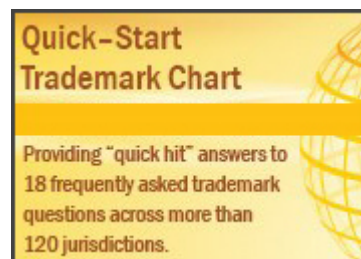 Quick–Start
Trademark Chart
Providing “quick hit” answers to
18 frequently asked trademark
questions across more than
120 jurisdictions.